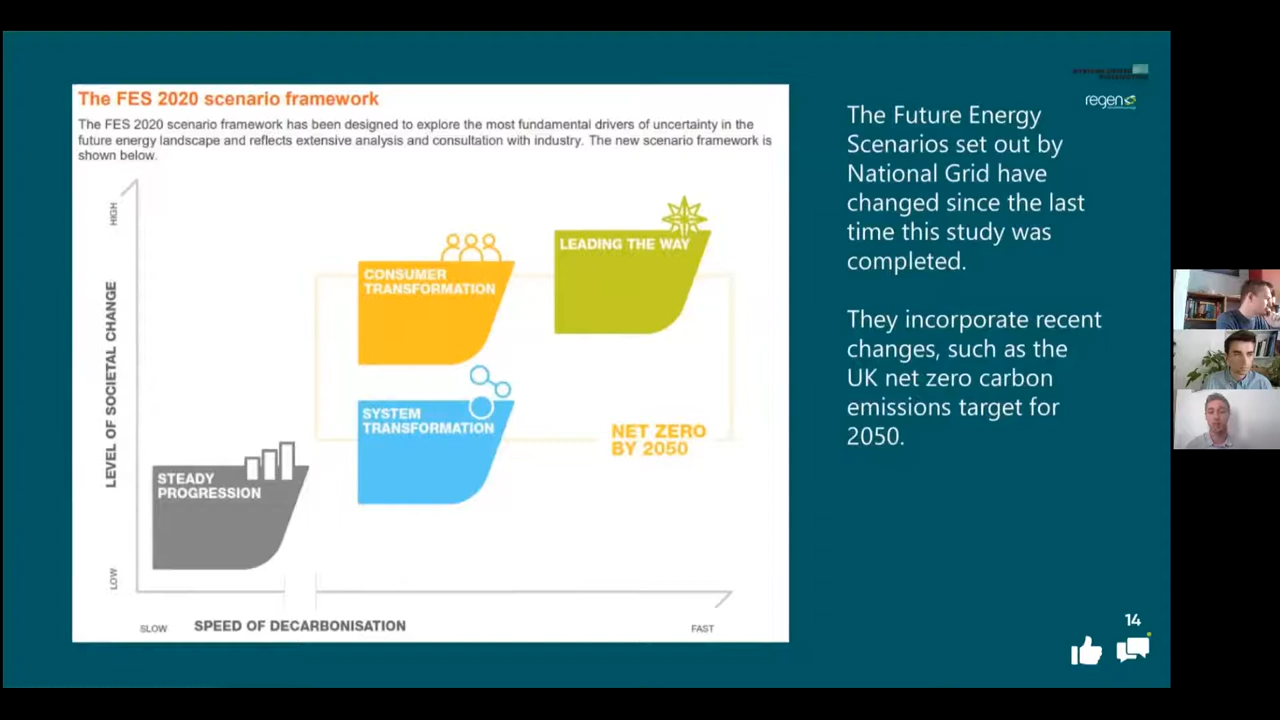 The FES 2020 scenario framework
The FES 2020 scenario framework has been designed to explore the most fundamental drivers of uncertainty in the
future energy landscape and reflects extensive analysis and consultation with industry. The new scenario framework is
shown below.
HIGH
LEVEL OF SOCIETAL CHANGE
LOW
LEADING THE WAY
CONSUMER
TRANSFORMATION
SYSTEM
TRANSFORMATION
NET ZERO
BY 2050
STEADY
PROGRESSION
SLOW
SPEED OF DECARBONISATION
FAST
regen
The Future Energy
Scenarios set out by
National Grid have
changed since the last
time this study was
completed.
They incorporate recent
changes, such as the
UK net zero carbon
emissions target for
2050.
14